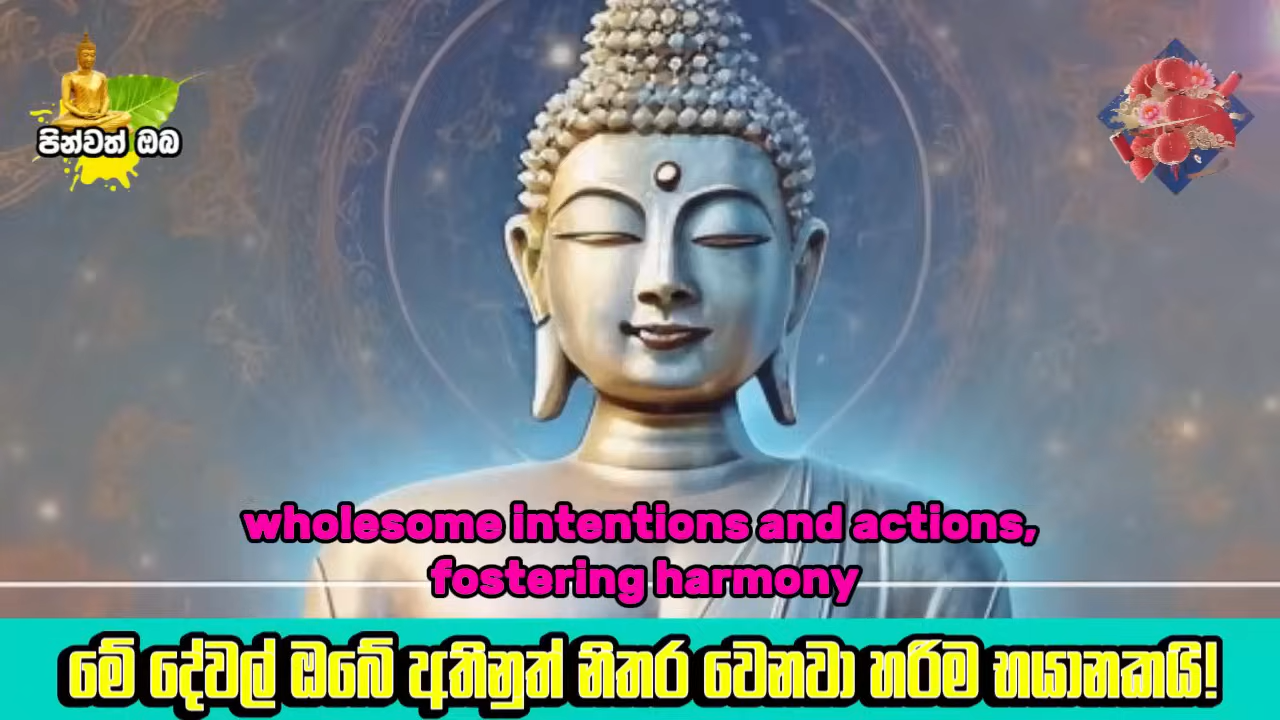 පින්වත් ඔබ
wholesome intentions and actions,
fostering harmony
මේ දේවල් ඔබේ අතිනුත් නිතර වෙනවා හරිම භයානකයි!